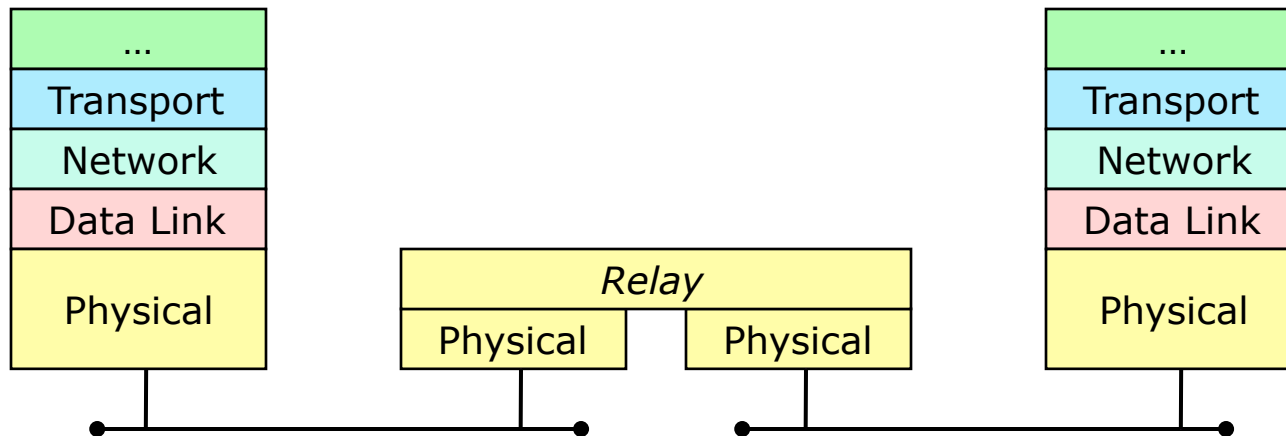 …
Transport
Network
Data Link
Physical
Relay
Physical
Physical
…
Transport
Network
Data Link
Physical